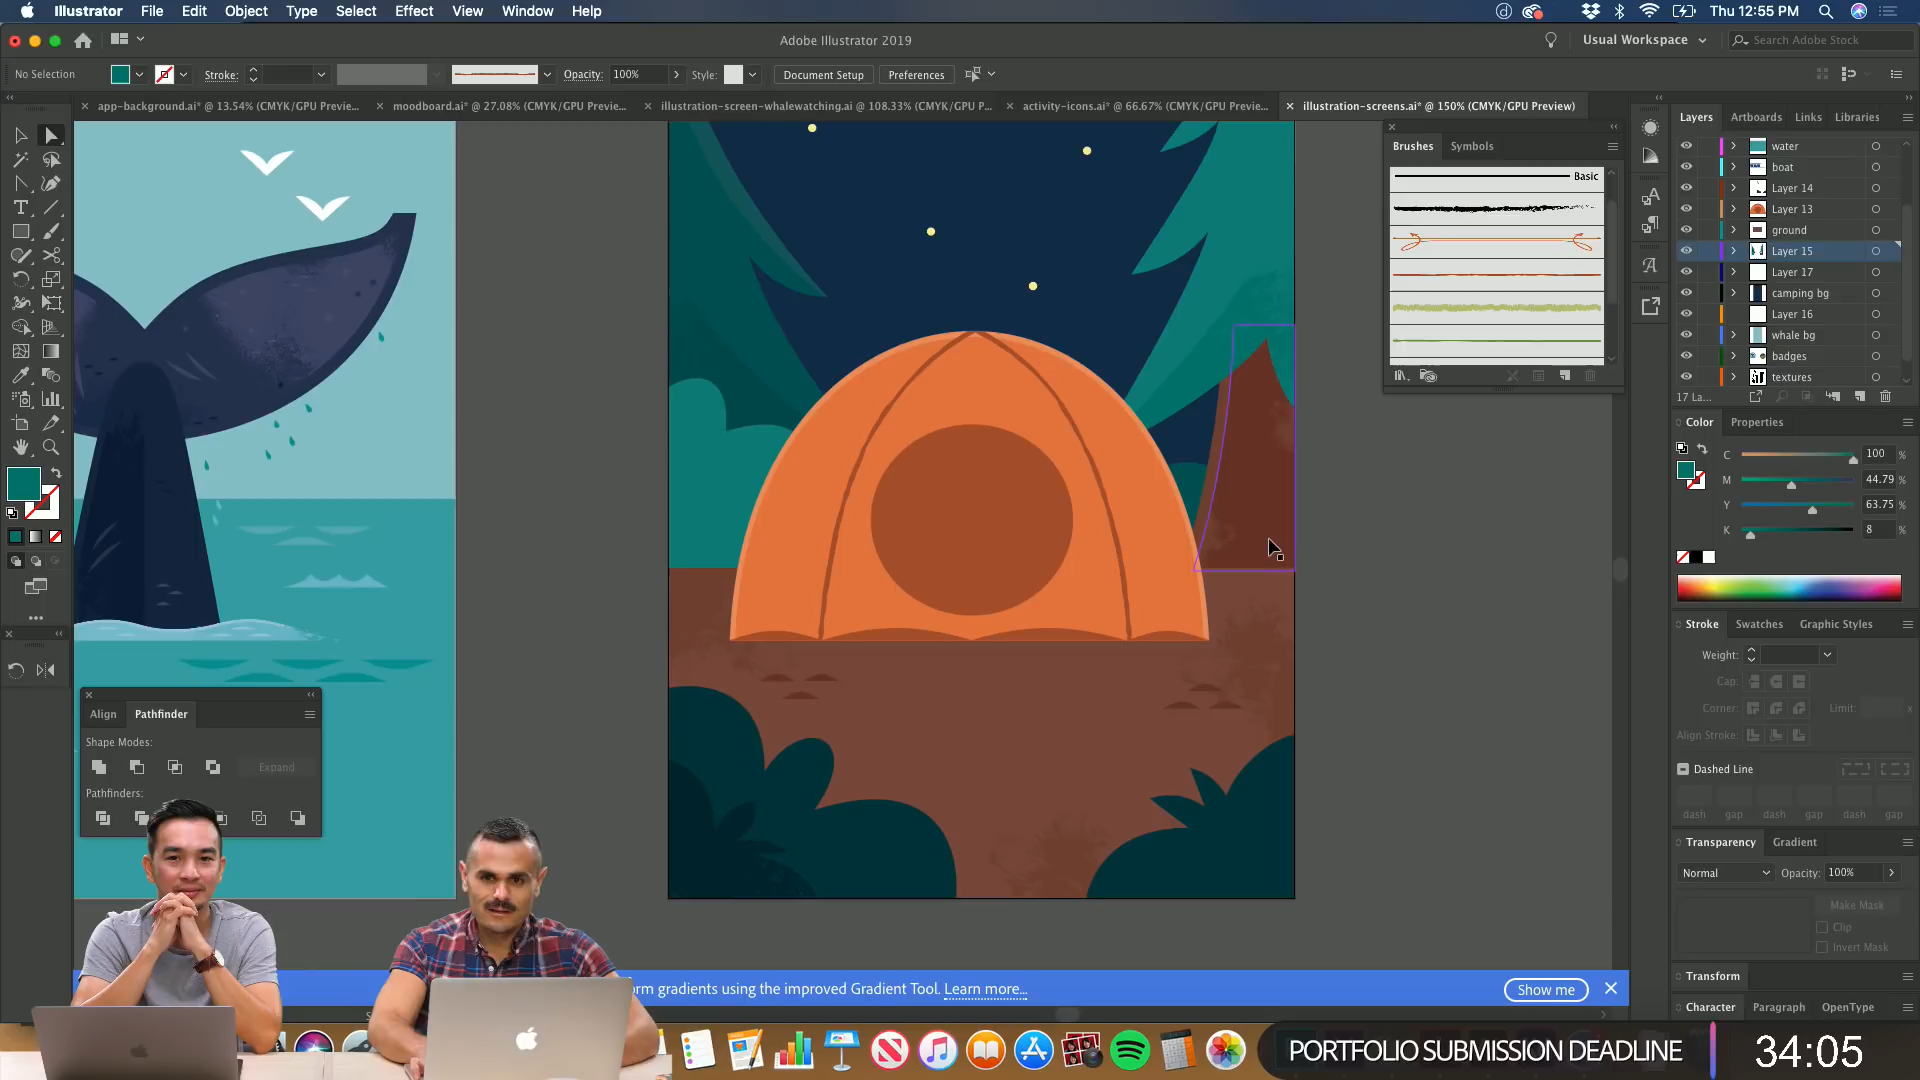 Illustrator File Edit Object Type Select Effect View Window Help
Thu 12:55 PM
Adobe Illustrator 2019
Usual Workspace
Search Adobe Stock
No Selection
Stroke:
Opacity: 100%
Style:
Document Setup
Preferences
app-background.ai* @ 13.54% (CMYK/GPU Previe...
moodboard.ai* @ 27.08% (CMYK/GPU Previe...
illustration-screen-whalewatching.ai @ 108.33% (CMYK/GPU P...
activity-icons.ai* @ 66.67% (CMYK/GPU Previe...
illustration-screens.ai* @ 150% (CMYK/GPU Preview)
Brushes Symbols
Basic
Layers Artboards Links Libraries
water
boat
Layer 14
Layer 13
ground
Layer 15
Layer 17
camping bg
Layer 16
whale bg
badges
textures
17 La...
Color Properties
C 100 %
M 44.79 %
Y 63.75 %
K 8 %
Stroke Swatches Graphic Styles
Weight:
Cap:
Corner: Limit: x
Align Stroke:
Dashed Line
dash gap dash gap dash gap
Transparency Gradient
Normal Opacity: 100%
Make Mask
Clip
Invert Mask
Transform
Character Paragraph OpenType
Align Pathfinder
Shape Modes:
Expand
Pathfinders:
orm gradients using the improved Gradient Tool. Learn more...
Show me
PORTFOLIO SUBMISSION DEADLINE 34:05